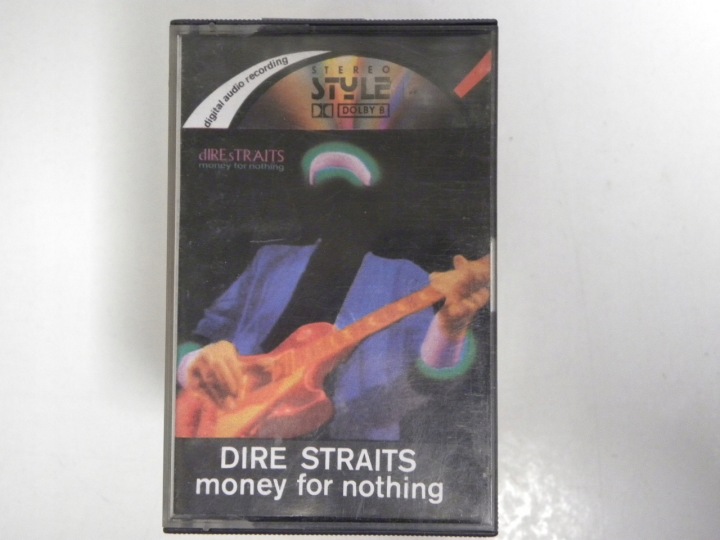 digital audio recording
STEREO
STYLE
DOLBY B
dIREsTRAITS
money for nothing
DIRE STRAITS
money for nothing